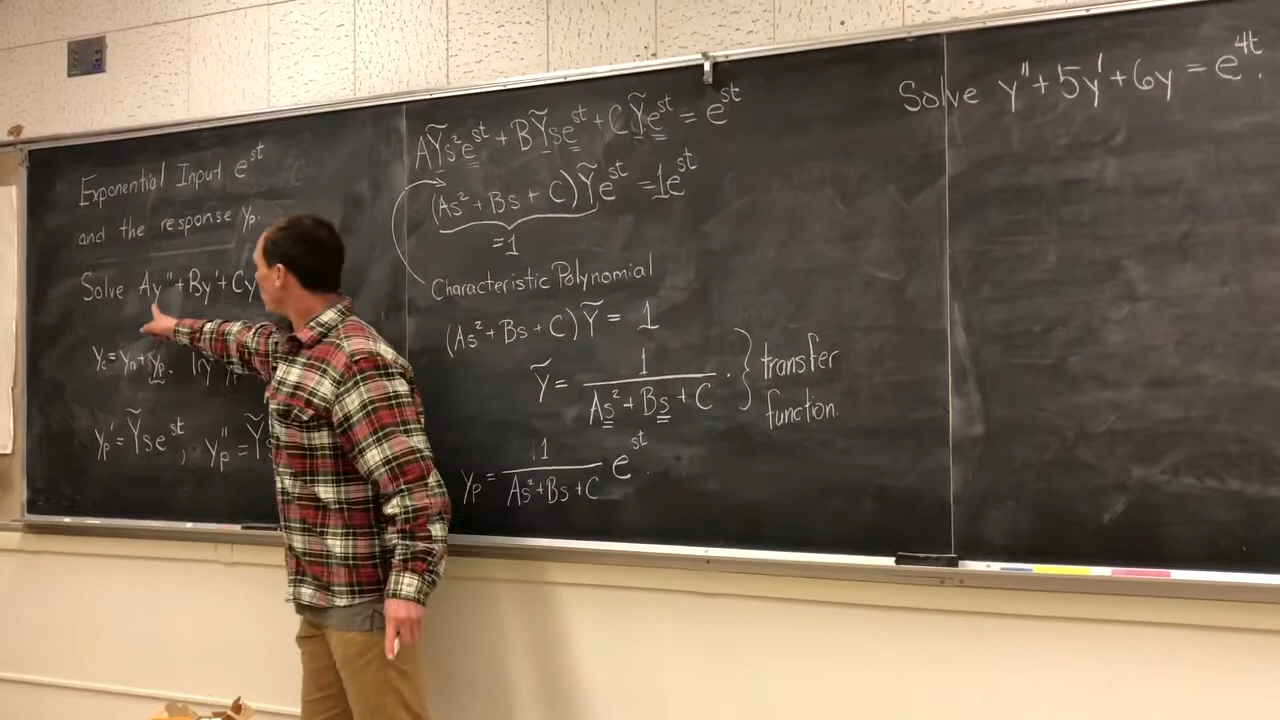 Exponential Input e^{st}
and the response y_p.
Solve Ay''+By'+Cy
y_c=y_n+y_p. Try
y_p'=Ỹse^{st}, y_p''=Ỹs
AỸs²e^{st}+BỸse^{st}+CỸe^{st}=e^{st}
(As²+Bs+C)Ỹe^{st}=1e^{st}
=1
Characteristic Polynomial
(As²+Bs+C)Ỹ=1
Ỹ=1/(As²+Bs+C). } transfer function.
y_p=1/(As²+Bs+C) e^{st}.
Solve y''+5y'+6y=e^{4t}.